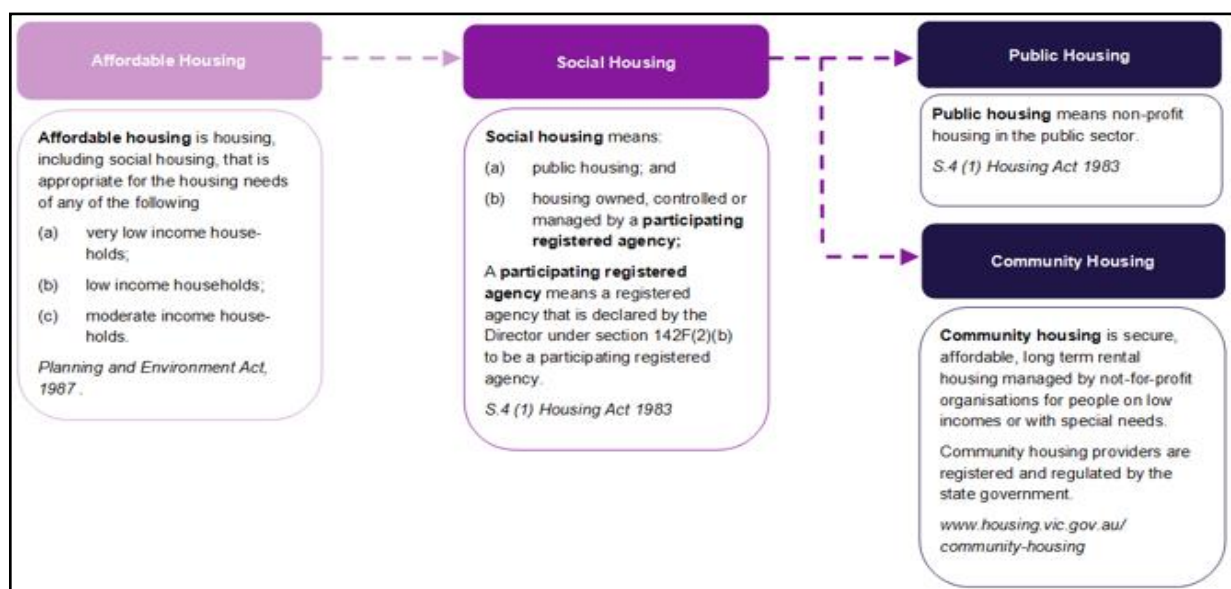 Affordable Housing
Affordable housing is housing,
including social housing, that is
appropriate for the housing needs
of any of the following
(a) very low income house-
holds;
(b) low income households;
(c) moderate income house-
holds.
Planning and Environment Act,
1987 .
Social Housing
Social housing means:
(a) public housing; and
(b) housing owned, controlled or
managed by a participating
registered agency;
A participating registered
agency means a registered
agency that is declared by the
Director under section 142F(2)(b)
to be a participating registered
agency.
S.4 (1) Housing Act 1983
Public Housing
Public housing means non-profit
housing in the public sector.
S.4 (1) Housing Act 1983
Community Housing
Community housing is secure,
affordable, long term rental
housing managed by not-for-profit
organisations for people on low
incomes or with special needs.
Community housing providers are
registered and regulated by the
state government.
www.housing.vic.gov.au/
community-housing